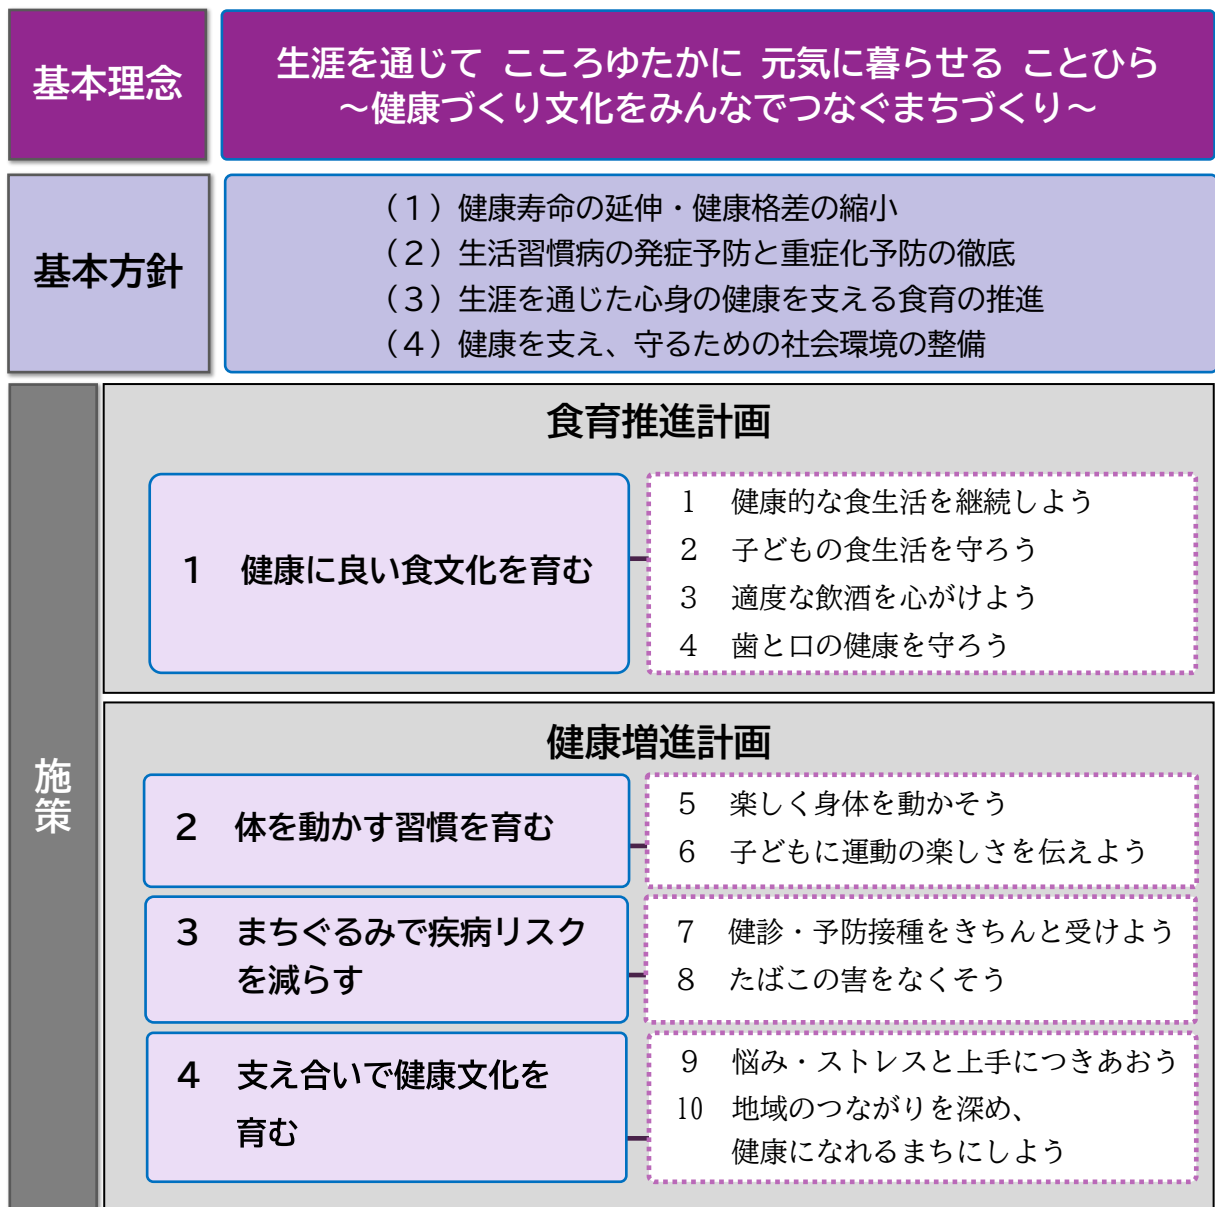 基本理念
生涯を通じて こころゆたかに 元気に暮らせる ことひら
～健康づくり文化をみんなでつなぐまちづくり～
基本方針
（１）健康寿命の延伸・健康格差の縮小
（２）生活習慣病の発症予防と重症化予防の徹底
（３）生涯を通じた心身の健康を支える食育の推進
（４）健康を支え、守るための社会環境の整備
施策
食育推進計画
1 健康に良い食文化を育む
1 健康的な食生活を継続しよう
2 子どもの食生活を守ろう
3 適度な飲酒を心がけよう
4 歯と口の健康を守ろう
健康増進計画
2 体を動かす習慣を育む
5 楽しく身体を動かそう
6 子どもに運動の楽しさを伝えよう
3 まちぐるみで疾病リスク
を減らす
7 健診・予防接種をきちんと受けよう
8 たばこの害をなくそう
4 支え合いで健康文化を
育む
9 悩み・ストレスと上手につきあおう
10 地域のつながりを深め、
健康になれるまちにしよう